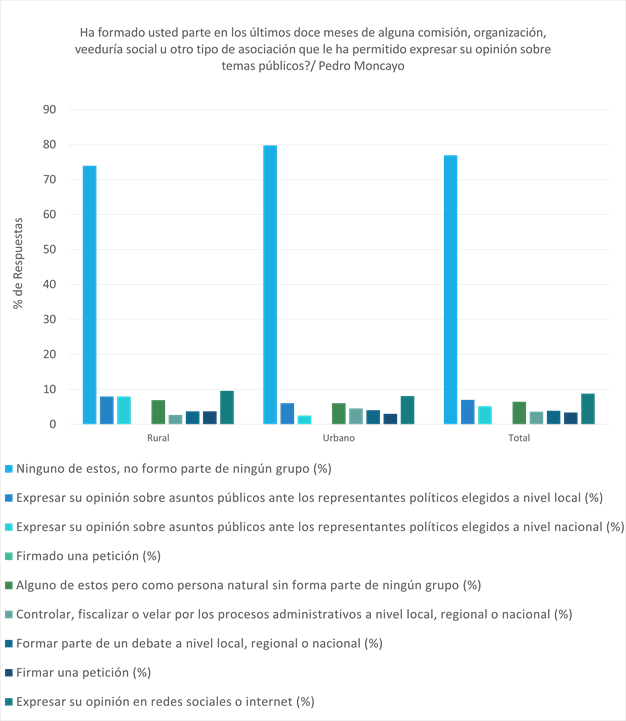 Ha formado usted parte en los últimos doce meses de alguna comisión, organización,
veeduría social u otro tipo de asociación que le ha permitido expresar su opinión sobre
temas públicos?/ Pedro Moncayo
90
80
70
60
50
40
30
20
10
0
% de Respuestas
Rural
Urbano
Total
Ninguno de estos, no formo parte de ningún grupo (%)
Expresar su opinión sobre asuntos públicos ante los representantes políticos elegidos a nivel local (%)
Expresar su opinión sobre asuntos públicos ante los representantes políticos elegidos a nivel nacional (%)
Firmado una petición (%)
Alguno de estos pero como persona natural sin forma parte de ningún grupo (%)
Controlar, fiscalizar o velar por los procesos administrativos a nivel local, regional o nacional (%)
Formar parte de un debate a nivel local, regional o nacional (%)
Firmar una petición (%)
Expresar su opinión en redes sociales o internet (%)